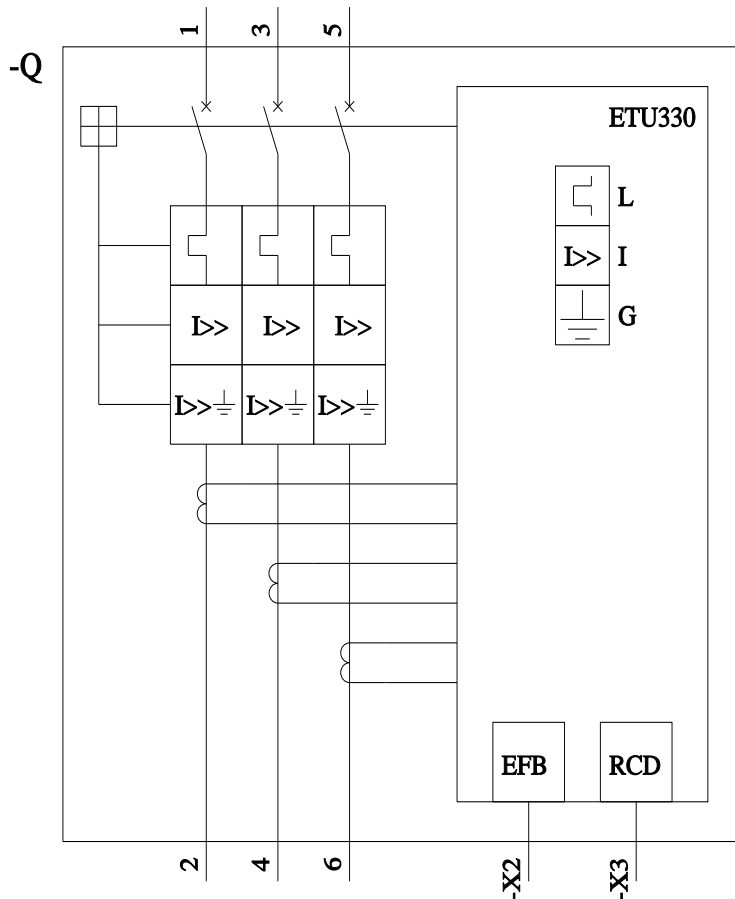 1 3 5
-Q
ETU330
L
I>> I
G
I>> I>> I>>
I>> I>> I>>
EFB RCD
2 4 6 -X2 -X3